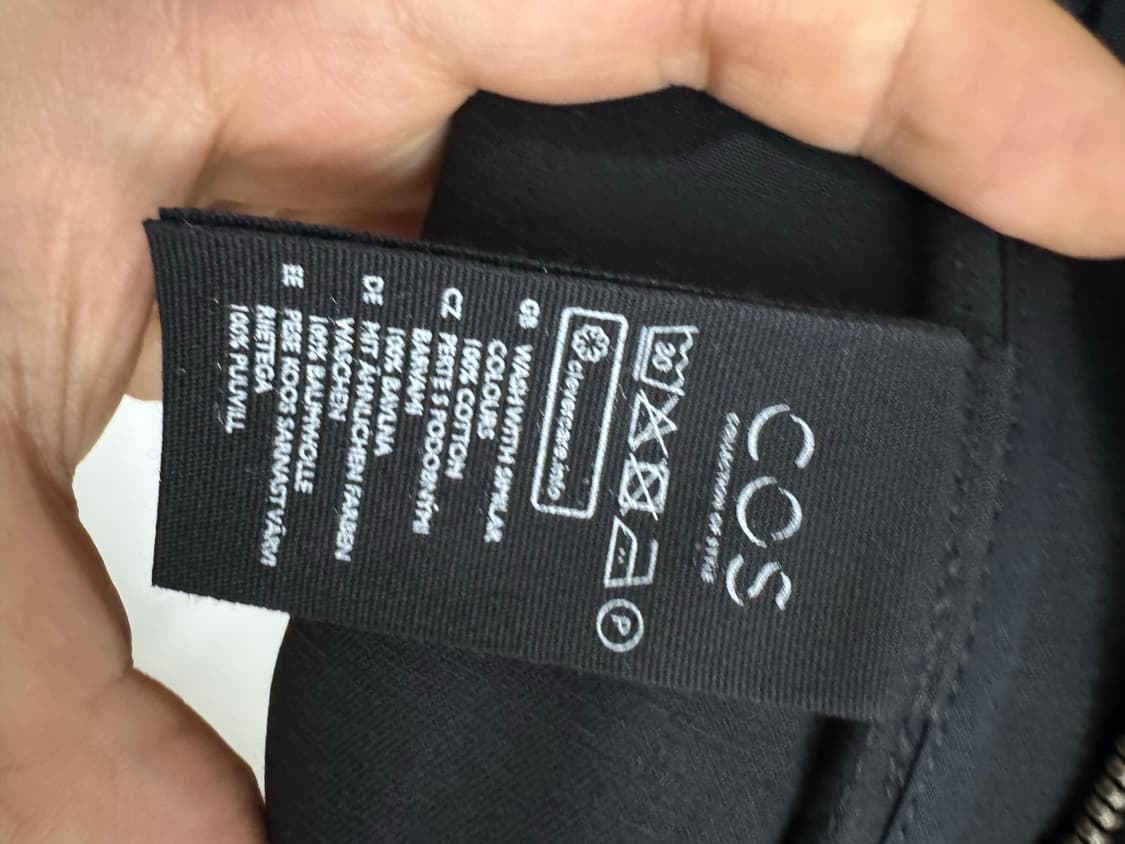 COS
COLLECTION OF STYLE
30
P
clevercare.info
GB WASH WITH SIMILAR
COLOURS
100% COTTON
CZ PERTE S PODOBNÝMI
BARVAMI
100% BAVLNA
DE MIT ÄHNLICHEN FARBEN
WASCHEN
100% BAUMWOLLE
EE PESE KOOS SARNAST VÄRVI
RIIETEGA
100% PUUVILL